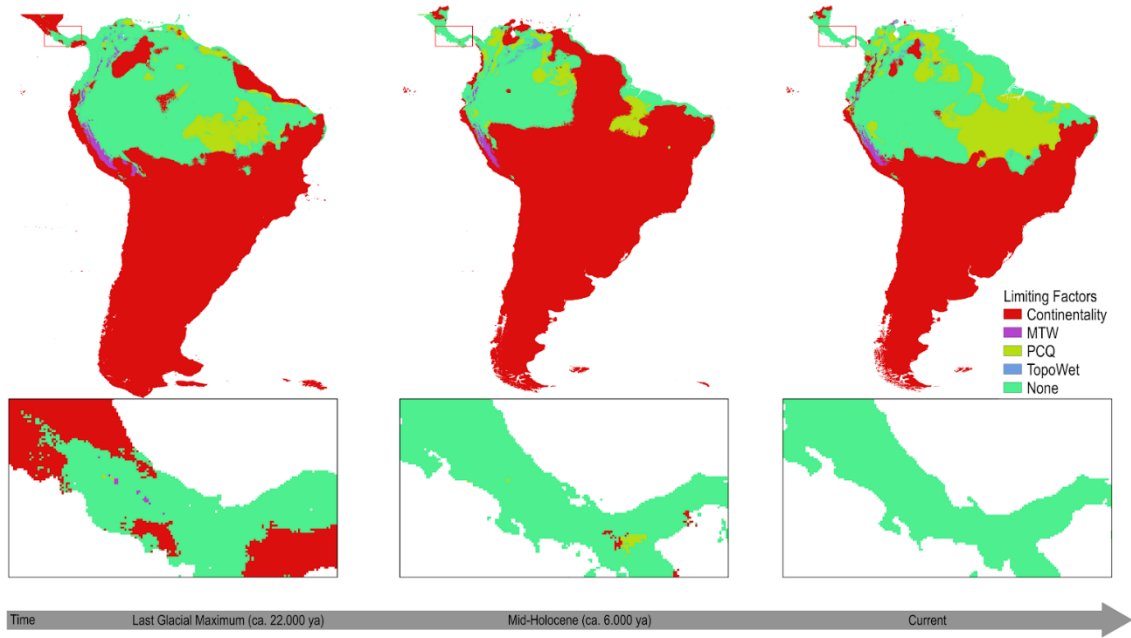 Limiting Factors
Continentality
MTW
PCQ
TopoWet
None
Time
Last Glacial Maximum (ca. 22.000 ya)
Mid-Holocene (ca. 6.000 ya)
Current